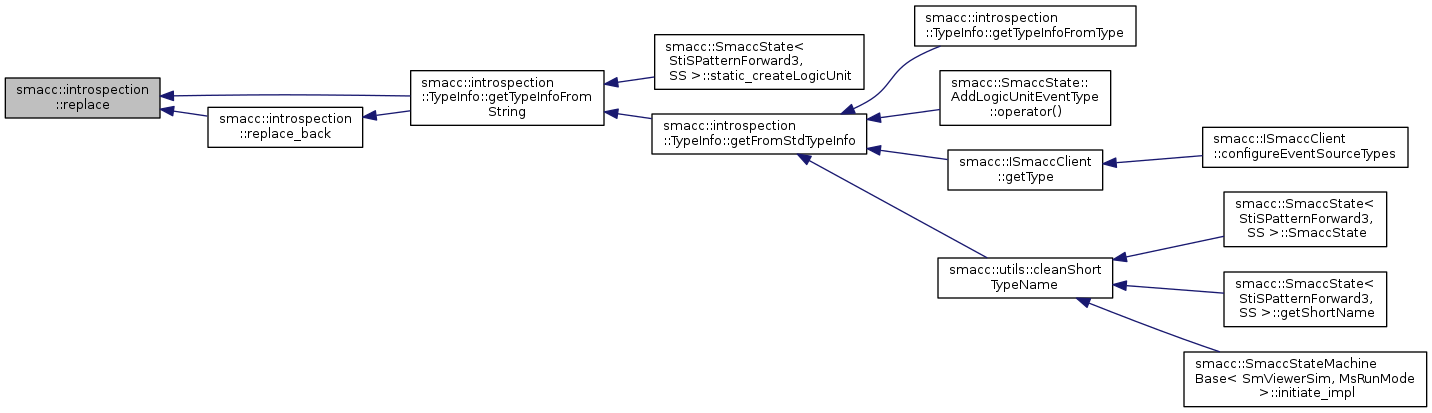 smacc::introspection
::replace
smacc::introspection
::replace_back
smacc::introspection
::TypeInfo::getTypeInfoFrom
String
smacc::SmaccState<
StiSPatternForward3,
SS >::static_createLogicUnit
smacc::introspection
::TypeInfo::getFromStdTypeInfo
smacc::introspection
::TypeInfo::getTypeInfoFromType
smacc::SmaccState::
AddLogicUnitEventType
::operator()
smacc::ISmaccClient
::getType
smacc::ISmaccClient
::configureEventSourceTypes
smacc::utils::cleanShort
TypeName
smacc::SmaccState<
StiSPatternForward3,
SS >::SmaccState
smacc::SmaccState<
StiSPatternForward3,
SS >::getShortName
smacc::SmaccStateMachine
Base< SmViewerSim, MsRunMode
>::initiate_impl